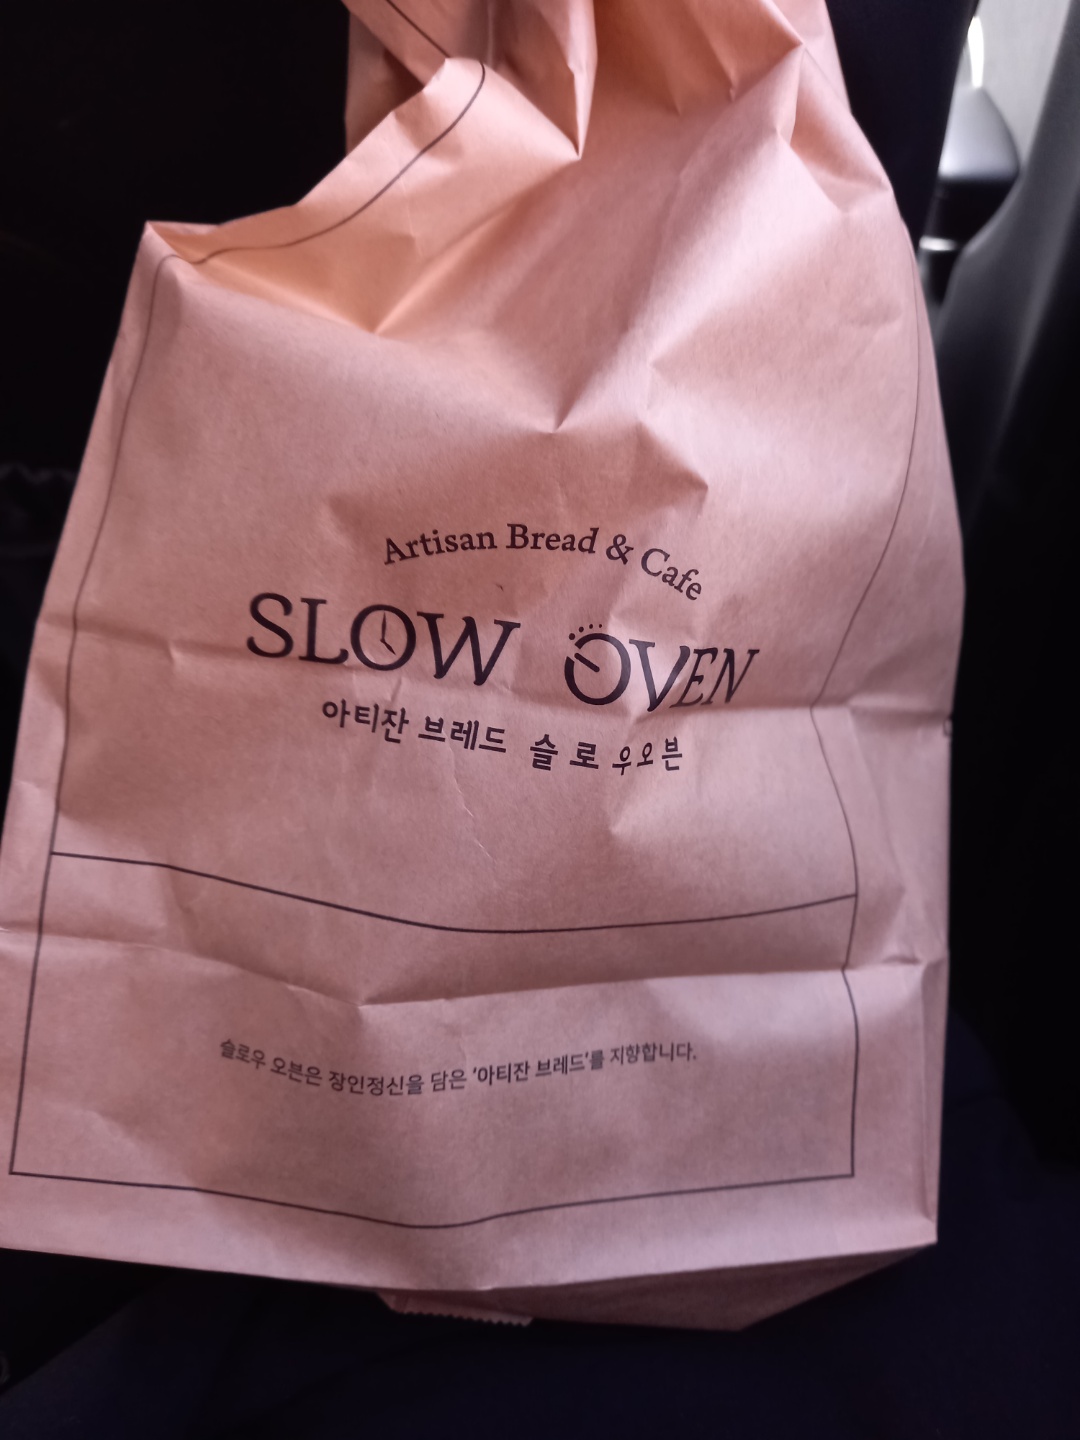 Artisan Bread & Cafe
SLOW OVEN
아티잔 브레드 슬로우오븐
슬로우 오븐은 장인정신을 담은 '아티잔 브레드'를 지향합니다.